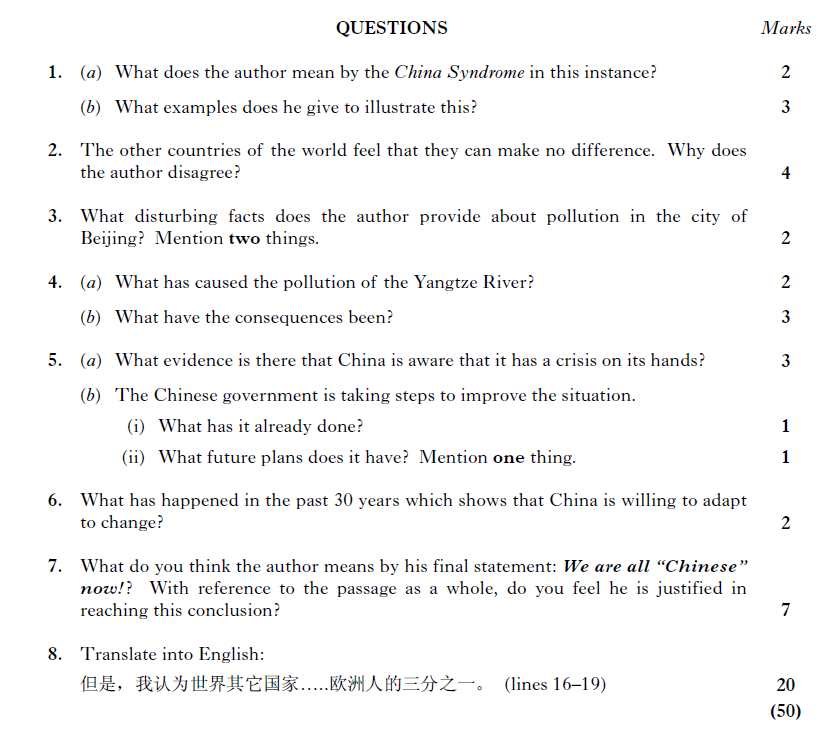 QUESTIONS Marks
1. (a) What does the author mean by the China Syndrome in this instance? 2
(b) What examples does he give to illustrate this? 3
2. The other countries of the world feel that they can make no difference. Why does
the author disagree? 4
3. What disturbing facts does the author provide about pollution in the city of
Beijing? Mention two things. 2
4. (a) What has caused the pollution of the Yangtze River? 2
(b) What have the consequences been? 3
5. (a) What evidence is there that China is aware that it has a crisis on its hands? 3
(b) The Chinese government is taking steps to improve the situation.
(i) What has it already done? 1
(ii) What future plans does it have? Mention one thing. 1
6. What has happened in the past 30 years which shows that China is willing to adapt
to change? 2
7. What do you think the author means by his final statement: We are all “Chinese”
now!? With reference to the passage as a whole, do you feel he is justified in
reaching this conclusion? 7
8. Translate into English:
但是，我认为世界其它国家.....欧洲人的三分之一。 (lines 16–19) 20
(50)